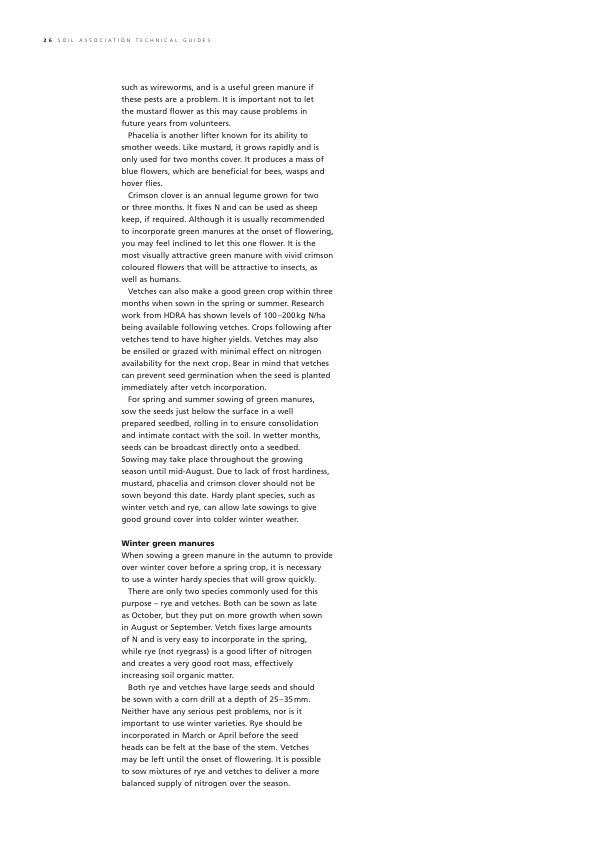 26 SOIL ASSOCIATION TECHNICAL GUIDES
such as wireworms, and is a useful green manure if
these pests are a problem. It is important not to let
the mustard flower as this may cause problems in
future years from volunteers.
Phacelia is another lifter known for its ability to
smother weeds. Like mustard, it grows rapidly and is
only used for two months cover. It produces a mass of
blue flowers, which are beneficial for bees, wasps and
hover flies.
Crimson clover is an annual legume grown for two
or three months. It fixes N and can be used as sheep
keep, if required. Although it is usually recommended
to incorporate green manures at the onset of flowering,
you may feel inclined to let this one flower. It is the
most visually attractive green manure with vivid crimson
coloured flowers that will be attractive to insects, as
well as humans.
Vetches can also make a good green crop within three
months when sown in the spring or summer. Research
work from HDRA has shown levels of 100–200kg N/ha
being available following vetches. Crops following after
vetches tend to have higher yields. Vetches may also
be ensiled or grazed with minimal effect on nitrogen
availability for the next crop. Bear in mind that vetches
can prevent seed germination when the seed is planted
immediately after vetch incorporation.
For spring and summer sowing of green manures,
sow the seeds just below the surface in a well
prepared seedbed, rolling in to ensure consolidation
and intimate contact with the soil. In wetter months,
seeds can be broadcast directly onto a seedbed.
Sowing may take place throughout the growing
season until mid-August. Due to lack of frost hardiness,
mustard, phacelia and crimson clover should not be
sown beyond this date. Hardy plant species, such as
winter vetch and rye, can allow late sowings to give
good ground cover into colder winter weather.
Winter green manures
When sowing a green manure in the autumn to provide
over winter cover before a spring crop, it is necessary
to use a winter hardy species that will grow quickly.
There are only two species commonly used for this
purpose – rye and vetches. Both can be sown as late
as October, but they put on more growth when sown
in August or September. Vetch fixes large amounts
of N and is very easy to incorporate in the spring,
while rye (not ryegrass) is a good lifter of nitrogen
and creates a very good root mass, effectively
increasing soil organic matter.
Both rye and vetches have large seeds and should
be sown with a corn drill at a depth of 25–35mm.
Neither have any serious pest problems, nor is it
important to use winter varieties. Rye should be
incorporated in March or April before the seed
heads can be felt at the base of the stem. Vetches
may be left until the onset of flowering. It is possible
to sow mixtures of rye and vetches to deliver a more
balanced supply of nitrogen over the season.